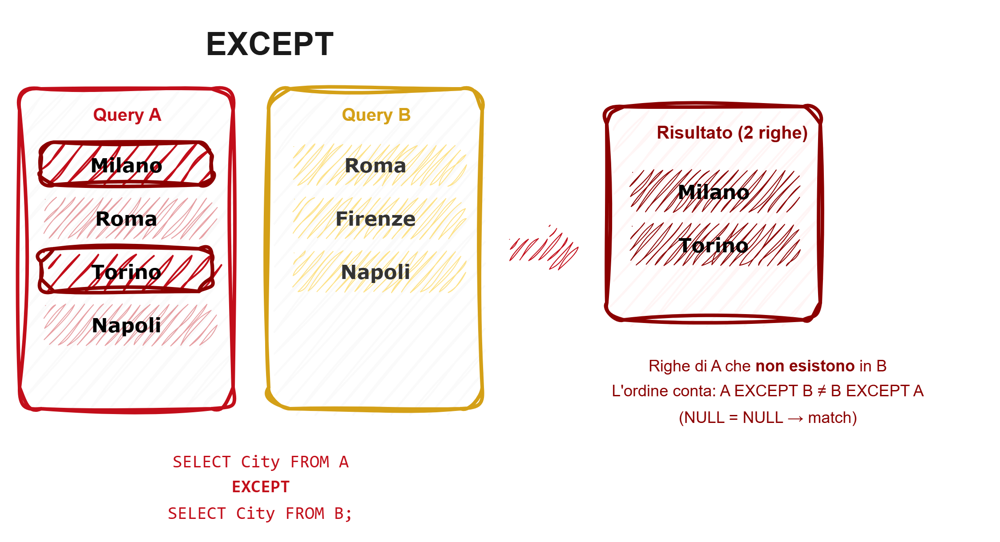 EXCEPT
Query A
Milano
Roma
Torino
Napoli
Query B
Roma
Firenze
Napoli
Risultato (2 righe)
Milano
Torino
Righe di A che non esistono in B
L'ordine conta: A EXCEPT B ≠ B EXCEPT A
(NULL = NULL → match)
SELECT City FROM A
EXCEPT
SELECT City FROM B;